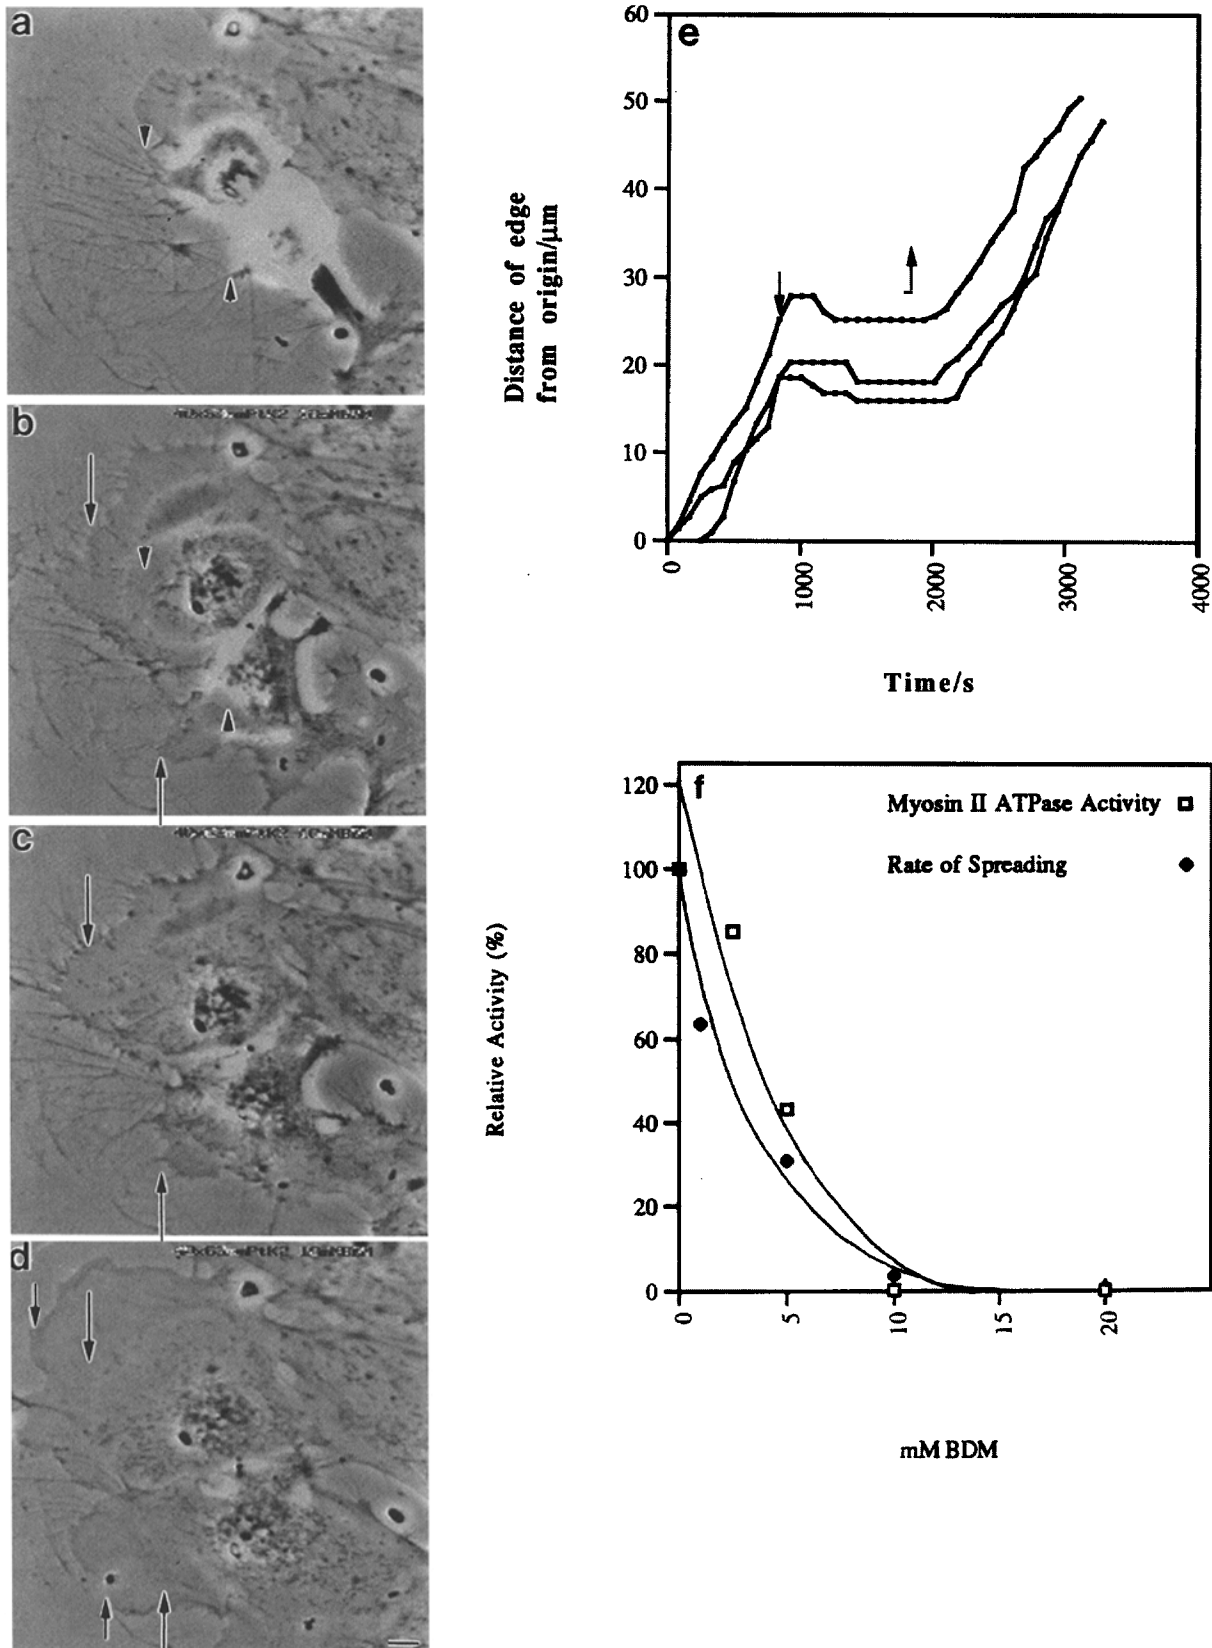 a
b
c
d
e
60
50
40
30
20
10
0
Distance of edge
from origin/μm
0
1000
2000
3000
4000
Time/s
f
120
100
80
60
40
20
0
Relative Activity (%)
Myosin II ATPase Activity
Rate of Spreading
0
5
10
15
20
mM BDM